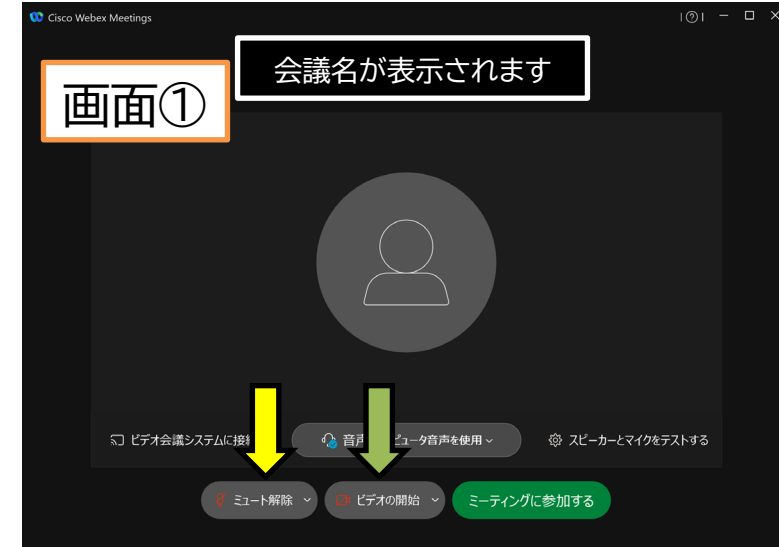 Cisco Webex Meetings
会議名が表示されます
画面①
ビデオ会議システムに接続
音声 ピュータ音声を使用
スピーカーとマイクをテストする
ミュート解除
ビデオの開始
ミーティングに参加する